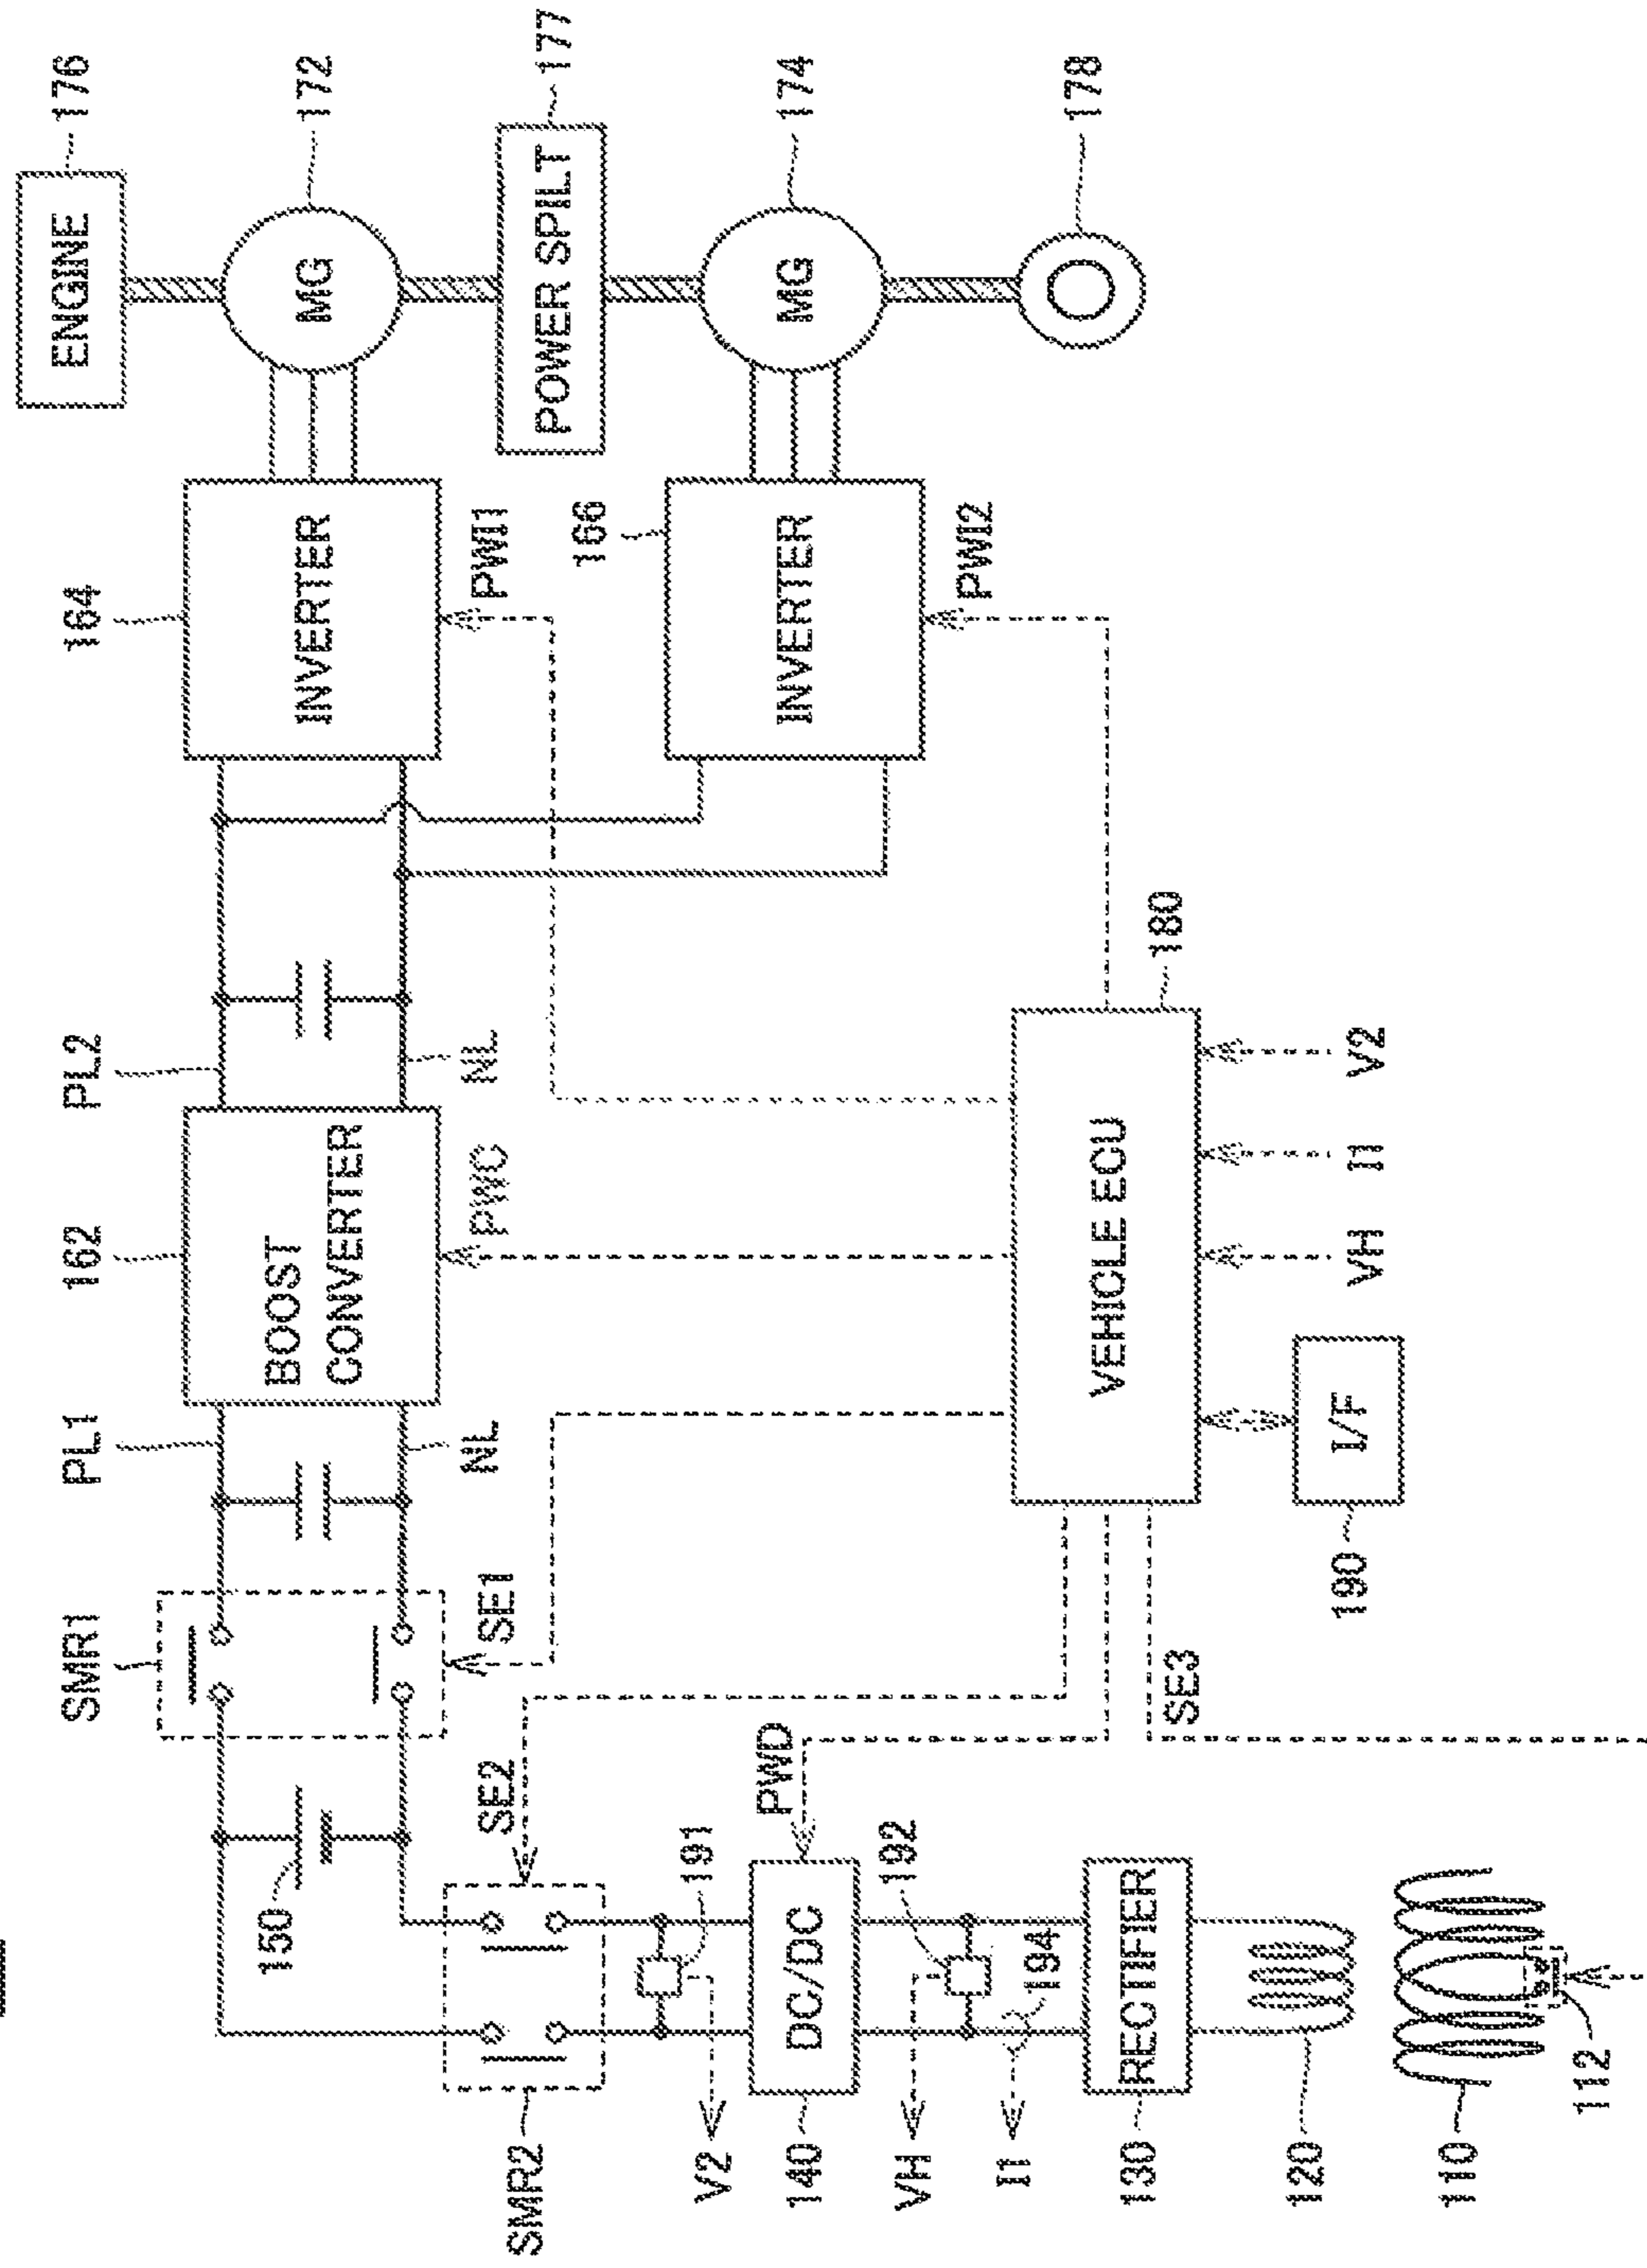 176
ENGINE
172
MG
177
POWER SPILT
174
MG
178
164
INVERTER
PWI1
166
INVERTER
PWI2
PL2
NL
162
BOOST
CONVERTER
PWC
PL1
NL
180
VEHICLE ECU
VH
I1
V2
I/F
190
SMR1
SE1
SE2
SE3
150
SMR2
191
V2
PWD
DC/DC
140
192
VH
194
I1
RECTIFIER
130
120
110
112